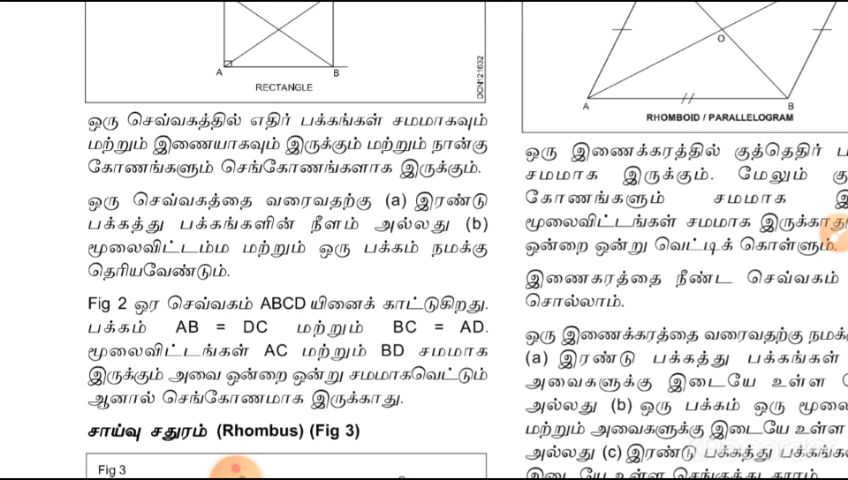 A B
RECTANGLE
DCN121632
ஒரு செவ்வகத்தில் எதிர் பக்கங்கள் சமமாகவும்
மற்றும் இணையாகவும் இருக்கும் மற்றும் நான்கு
கோணங்களும் செங்கோணங்களாக இருக்கும்.
ஒரு செவ்வகத்தை வரைவதற்கு (a) இரண்டு
பக்கத்து பக்கங்களின் நீளம் அல்லது (b)
மூலைவிட்டம்ம மற்றும் ஒரு பக்கம் நமக்கு
தெரியவேண்டும்.
Fig 2 ஒர செவ்வகம் ABCD யினைக் காட்டுகிறது.
பக்கம் AB = DC மற்றும் BC = AD.
மூலைவிட்டங்கள் AC மற்றும் BD சமமாக
இருக்கும் அவை ஒன்றை ஒன்று சமமாகவெட்டும்
ஆனால் செங்கோணமாக இருக்காது.
சாய்வு சதுரம் (Rhombus) (Fig 3)
Fig 3
O
A B
RHOMBOID / PARALLELOGRAM
ஒரு இணைக்கரத்தில் குத்தெதிர்
சமமாக இருக்கும். மேலும்
கோணங்களும் சமமாக
மூலைவிட்டங்கள் சமமாக இருக்காது
ஒன்றை ஒன்று வெட்டிக் கொள்ளும்.
இணைகரத்தை நீண்ட செவ்வகம்
சொல்லாம்.
ஒரு இணைக்கரத்தை வரைவதற்கு
(a) இரண்டு பக்கத்து பக்கங்கள்
அவைகளுக்கு இடையே உள்ள
அல்லது (b) ஒரு பக்கம் ஒரு
மற்றும் அவைகளுக்கு இடையே உள்ள
அல்லது (c) இரண்டு பக்கத்து